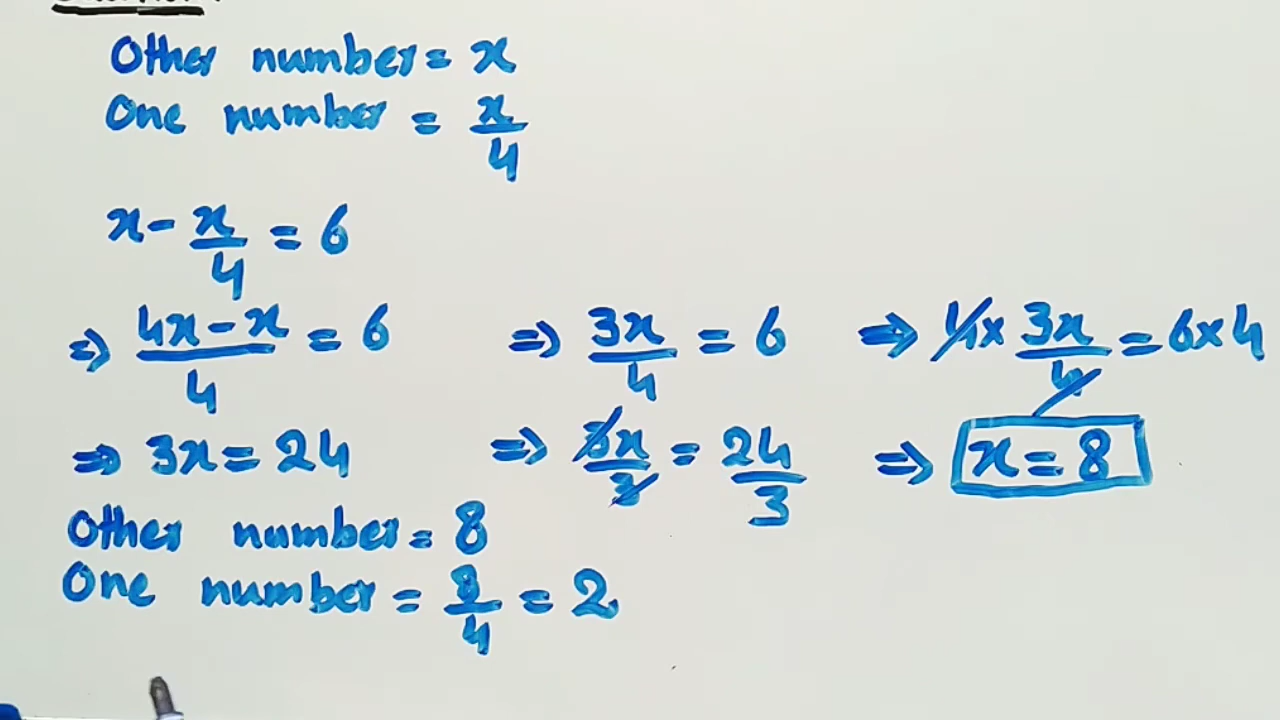 Other number = x
One number = x/4
x - x/4 = 6
=> 4x - x/4 = 6 => 3x/4 = 6 => 4 x 3x/4 = 6 x 4
=> 3x = 24 => 3x/3 = 24/3 => x = 8
Other number = 8
One number = 8/4 = 2